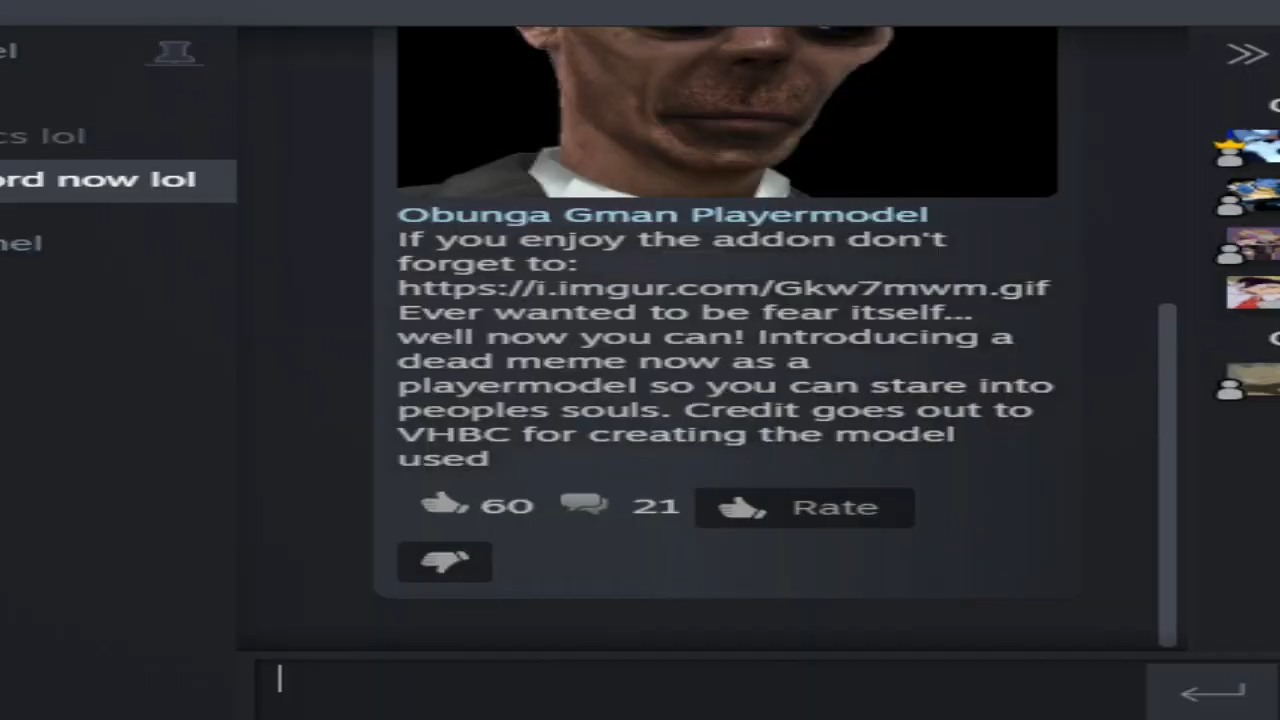 el
cs lol
ord now lol
nel
Obunga Gman Playermodel
If you enjoy the addon don't
forget to:
https://i.imgur.com/Gkw7mwm.gif
Ever wanted to be fear itself...
well now you can! Introducing a
dead meme now as a
playermodel so you can stare into
peoples souls. Credit goes out to
VHBC for creating the model
used
60 21 Rate